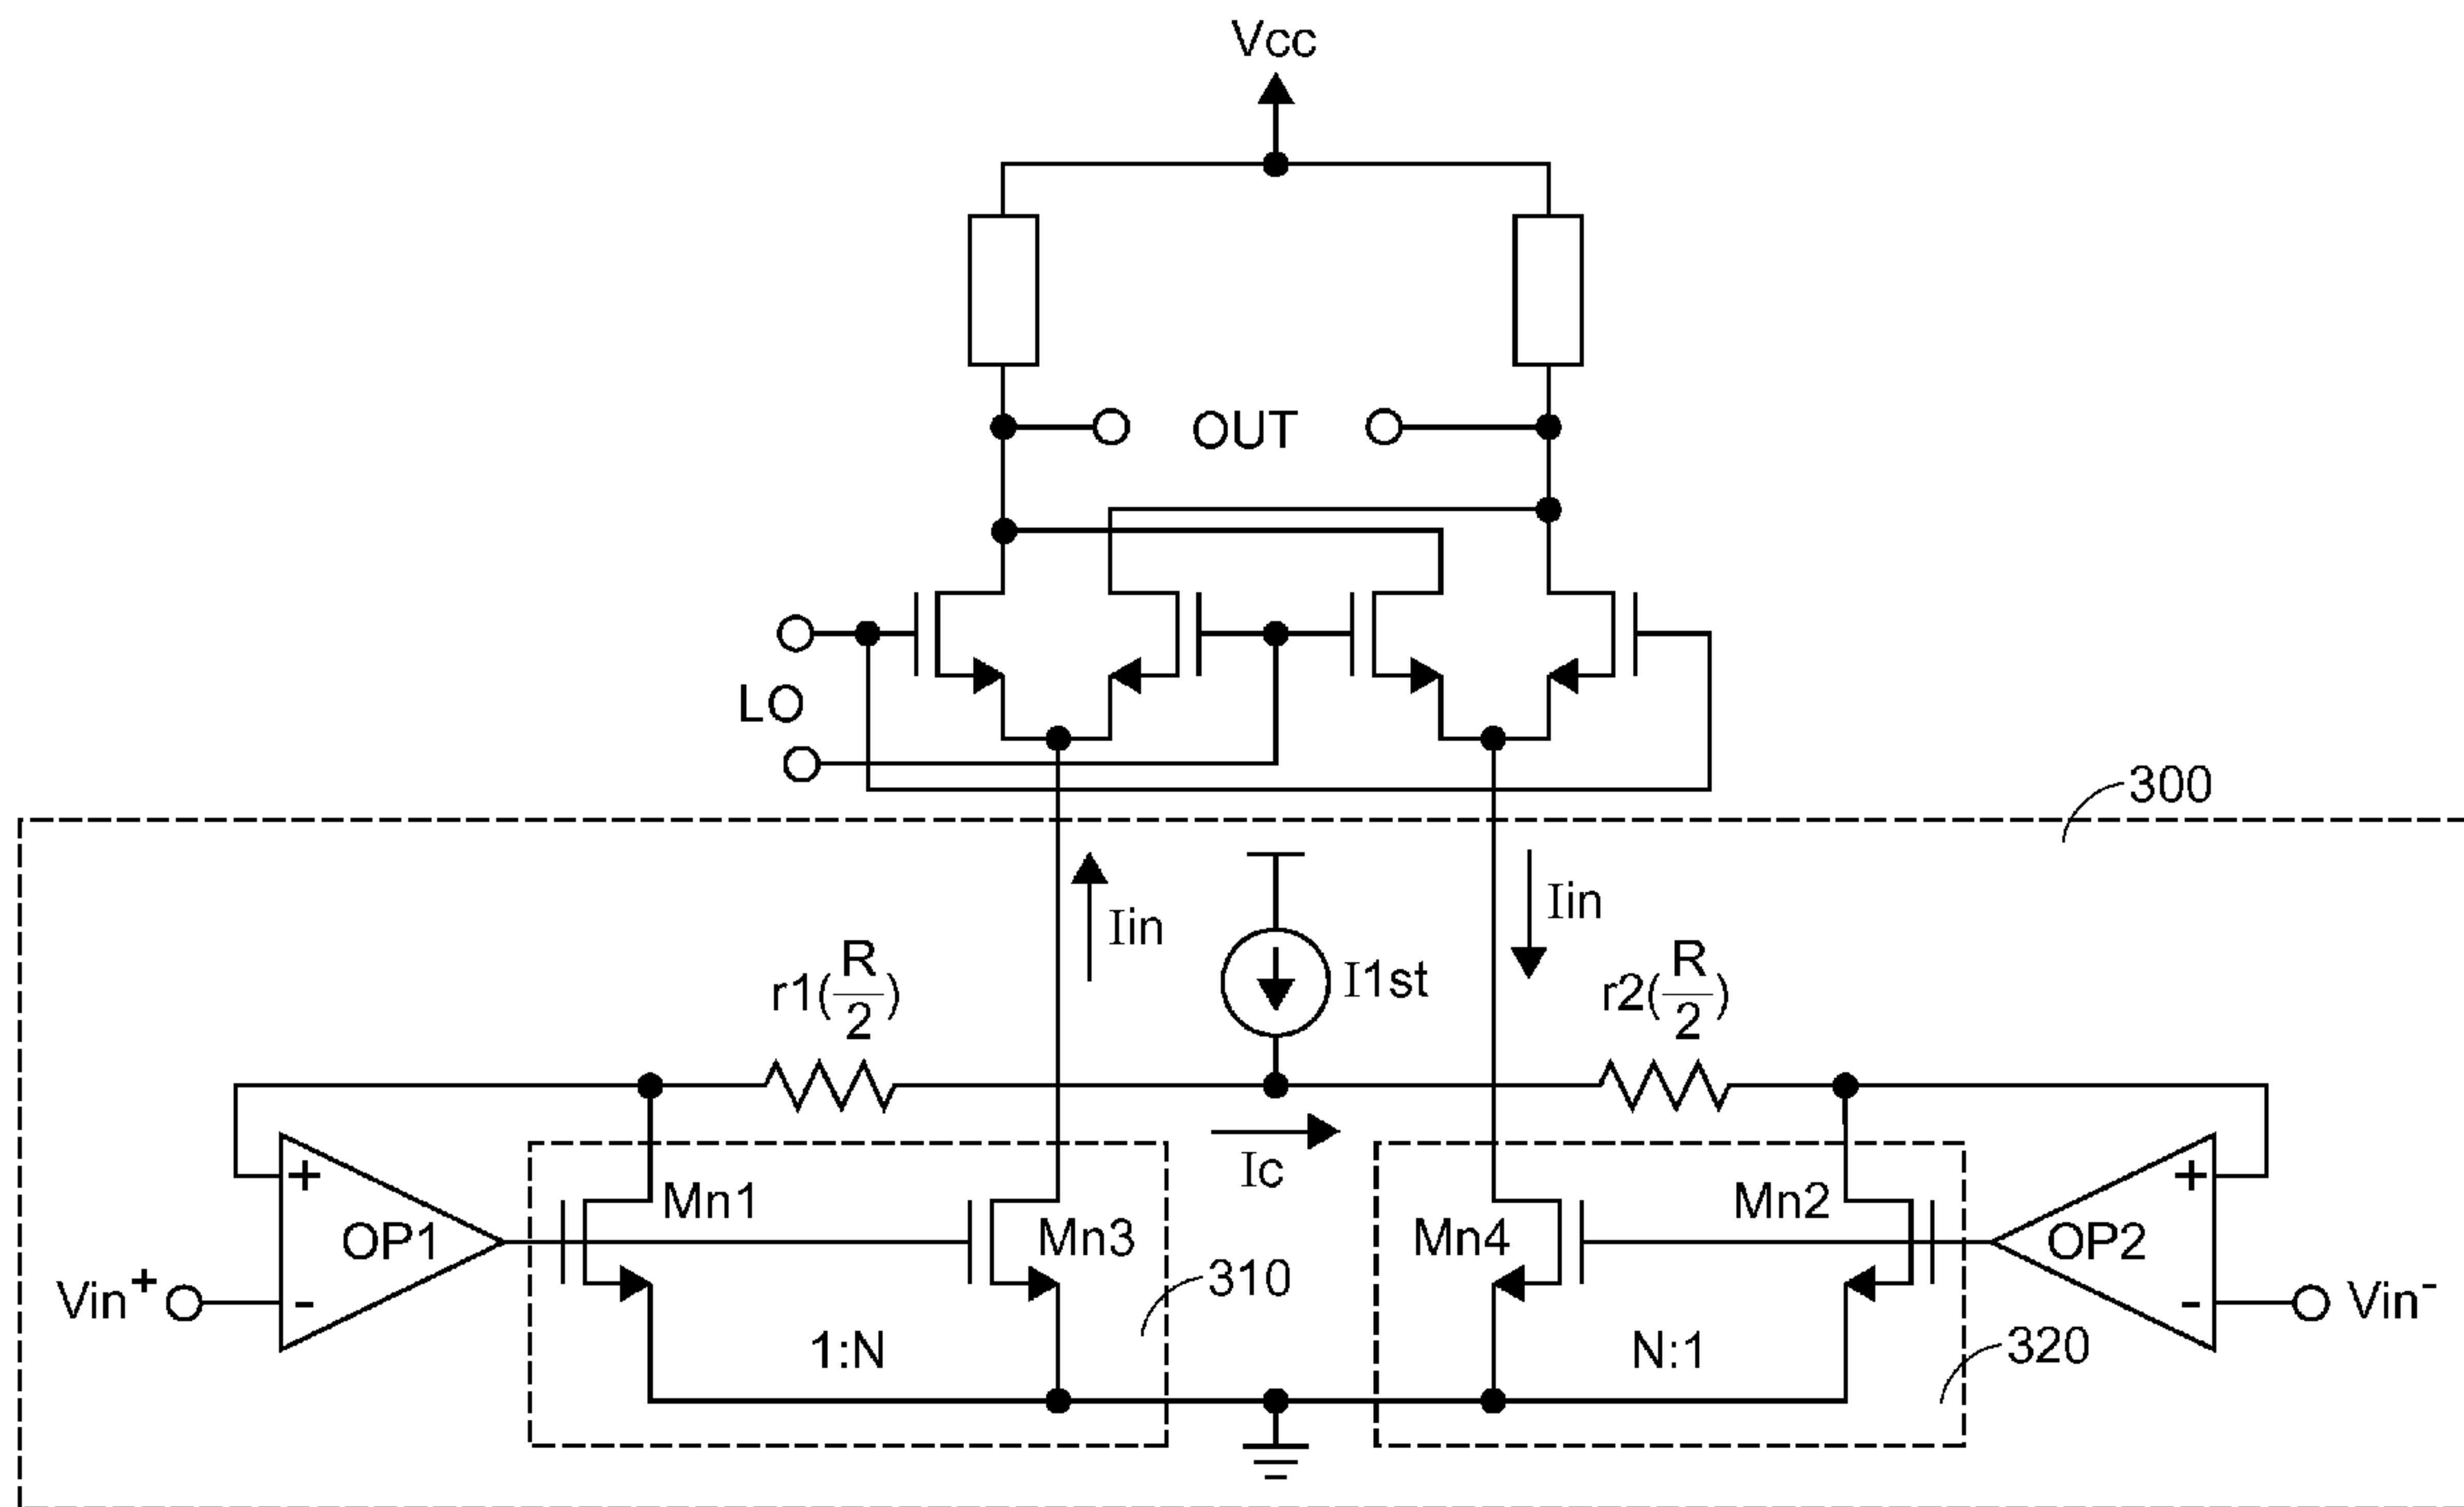 Vcc
OUT
LO
300
Iin
Iin
I1st
r1(R/2)
r2(R/2)
Ic
+
OP1
-
Vin+
Mn1
Mn3
1:N
310
Mn4
Mn2
N:1
320
+
OP2
-
Vin-